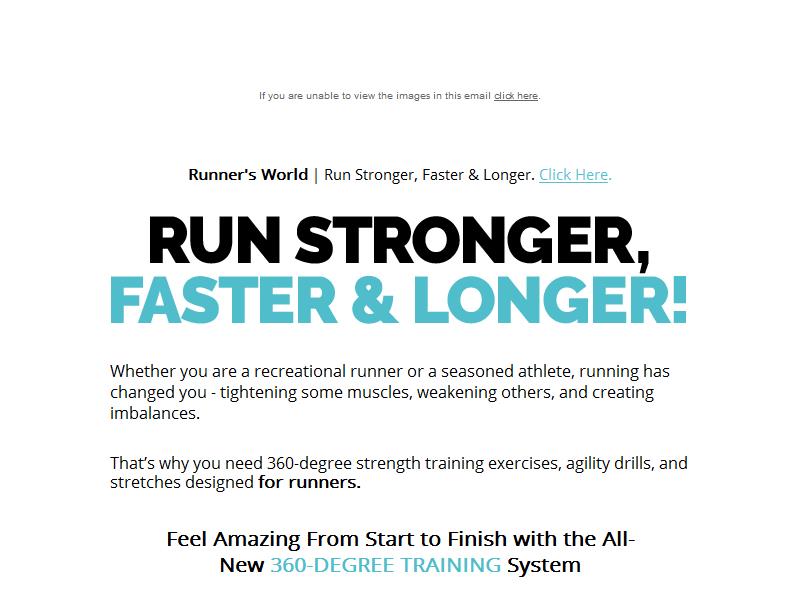 If you are unable to view the images in this email click here.
Runner's World | Run Stronger, Faster & Longer. Click Here.
RUN STRONGER,
FASTER & LONGER!
Whether you are a recreational runner or a seasoned athlete, running has
changed you - tightening some muscles, weakening others, and creating
imbalances.
That’s why you need 360-degree strength training exercises, agility drills, and
stretches designed for runners.
Feel Amazing From Start to Finish with the All-
New 360-DEGREE TRAINING System